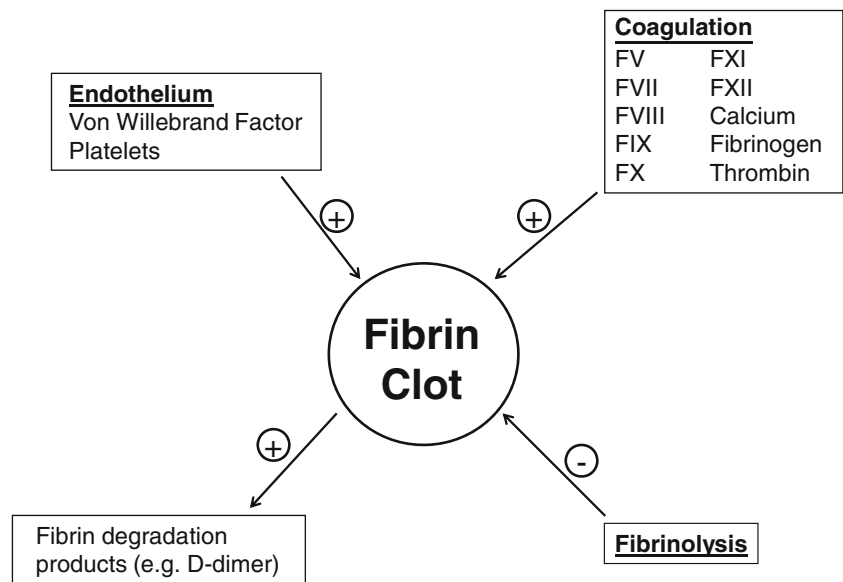 Endothelium
Von Willebrand Factor
Platelets
Coagulation
FV FXI
FVII FXII
FVIII Calcium
FIX Fibrinogen
FX Thrombin
+
+
Fibrin
Clot
+
-
Fibrin degradation
products (e.g. D-dimer)
Fibrinolysis